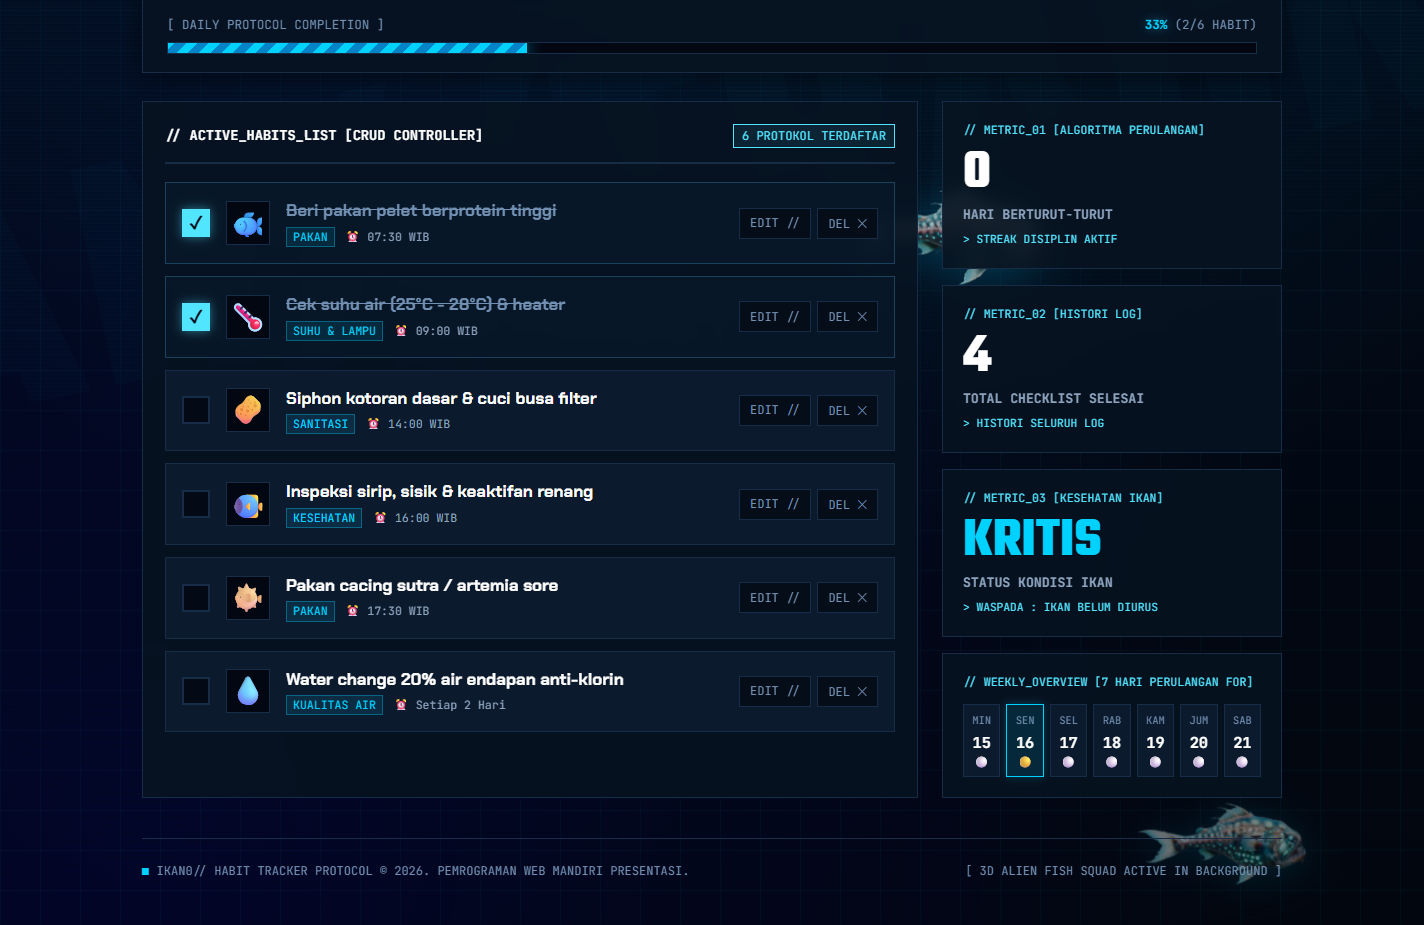 [ DAILY PROTOCOL COMPLETION ]
33% (2/6 HABIT)
// ACTIVE_HABITS_LIST [CRUD CONTROLLER]
6 PROTOKOL TERDAFTAR
Beri pakan pelet berprotein tinggi
PAKAN 07:30 WIB
EDIT // DEL ×
Cek suhu air (25°C - 28°C) & heater
SUHU & LAMPU 09:00 WIB
EDIT // DEL ×
Siphon kotoran dasar & cuci busa filter
SANITASI 14:00 WIB
EDIT // DEL ×
Inspeksi sirip, sisik & keaktifan renang
KESEHATAN 16:00 WIB
EDIT // DEL ×
Pakan cacing sutra / artemia sore
PAKAN 17:30 WIB
EDIT // DEL ×
Water change 20% air endapan anti-klorin
KUALITAS AIR Setiap 2 Hari
EDIT // DEL ×
// METRIC_01 [ALGORITMA PERULANGAN]
0
HARI BERTURUT-TURUT
> STREAK DISIPLIN AKTIF
// METRIC_02 [HISTORI LOG]
4
TOTAL CHECKLIST SELESAI
> HISTORI SELURUH LOG
// METRIC_03 [KESEHATAN IKAN]
KRITIS
STATUS KONDISI IKAN
> WASPADA : IKAN BELUM DIURUS
// WEEKLY_OVERVIEW [7 HARI PERULANGAN FOR]
MIN SEN SEL RAB KAM JUM SAB
15 16 17 18 19 20 21
IKAN0// HABIT TRACKER PROTOCOL © 2026. PEMROGRAMAN WEB MANDIRI PRESENTASI.
[ 3D ALIEN FISH SQUAD ACTIVE IN BACKGROUND ]